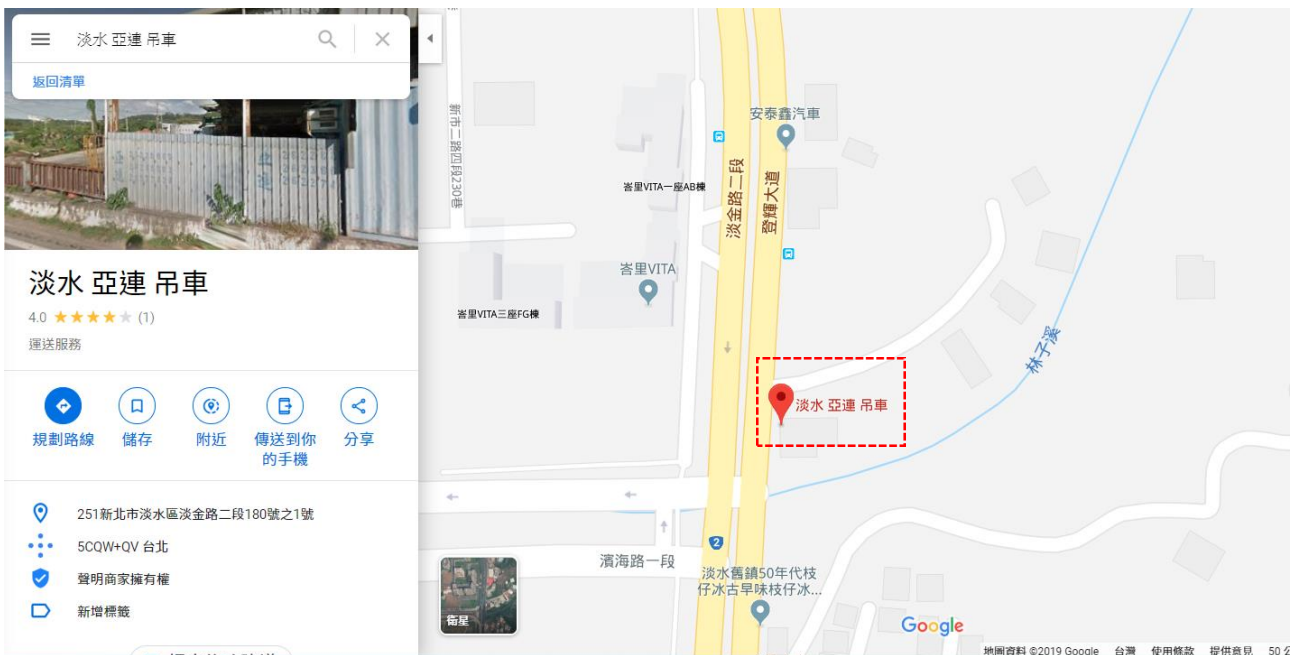 淡水 亞連 吊車
返回清單
淡水 亞連 吊車
4.0 (1)
運送服務
規劃路線
儲存
附近
傳送到你
的手機
分享
251新北市淡水區淡金路二段180號之1號
5CQW+QV 台北
聲明商家擁有權
新增標籤
新市二路四段230巷
安泰鑫汽車
峇里VITA一座AB棟
淡金路二段
登輝大道
峇里VITA
峇里VITA三座FG棟
林子溪
淡水 亞連 吊車
2
濱海路一段
淡水舊鎮50年代枝
仔冰古早味枝仔冰...
衛星
Google
地圖資料 ©2019 Google 台灣 使用條款 提供意見 50